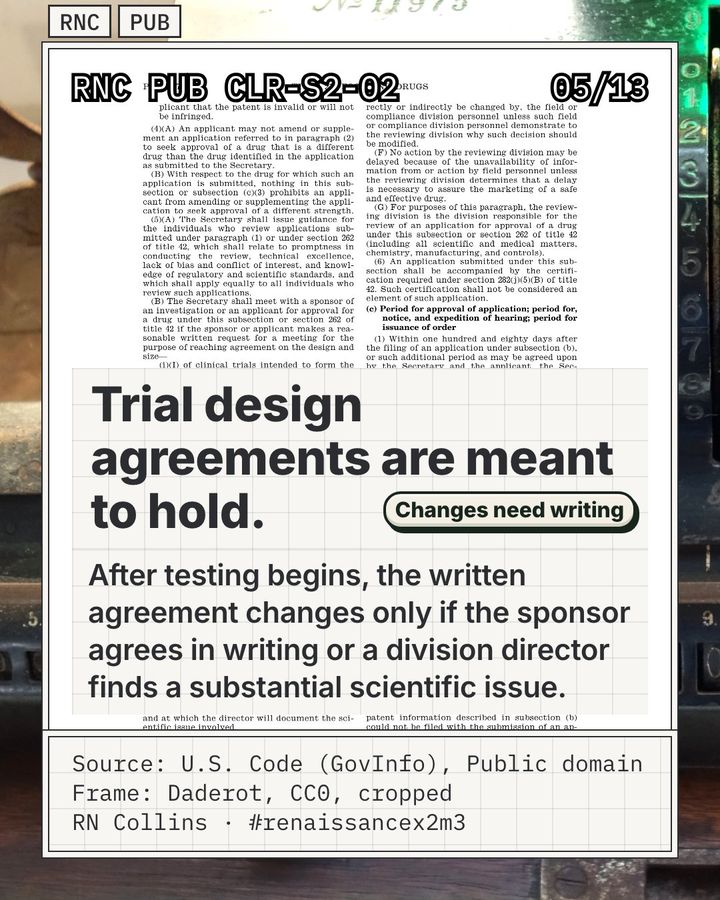 No 11975
RNC PUB
RNC PUB CLR-S2-02 05/13
DRUGS
plicant that the patent is invalid or will not
be infringed.
(4)(A) An applicant may not amend or supple-
ment an application referred to in paragraph (2)
to seek approval of a drug that is a different
drug than the drug identified in the application
as submitted to the Secretary.
(B) With respect to the drug for which such an
application is submitted, nothing in this sub-
section or subsection (c)(3) prohibits an appli-
cant from amending or supplementing the appli-
cation to seek approval of a different strength.
(5)(A) The Secretary shall issue guidance for
the individuals who review applications sub-
mitted under paragraph (1) or under section 262
of title 42, which shall relate to promptness in
conducting the review, technical excellence,
lack of bias and conflict of interest, and knowl-
edge of regulatory and scientific standards, and
which shall apply equally to all individuals who
review such applications.
(B) The Secretary shall meet with a sponsor of
an investigation or an applicant for approval for
a drug under this subsection or section 262 of
title 42 if the sponsor or applicant makes a rea-
sonable written request for a meeting for the
purpose of reaching agreement on the design and
size—
(i)(I) of clinical trials intended to form the
rectly or indirectly be changed by, the field or
compliance division personnel unless such field
or compliance division personnel demonstrate to
the reviewing division why such decision should
be modified.
(F) No action by the reviewing division may be
delayed because of the unavailability of infor-
mation from or action by field personnel unless
the reviewing division determines that a delay
is necessary to assure the marketing of a safe
and effective drug.
(G) For purposes of this paragraph, the review-
ing division is the division responsible for the
review of an application for approval of a drug
under this subsection or section 262 of title 42
(including all scientific and medical matters,
chemistry, manufacturing, and controls).
(6) An application submitted under this sub-
section shall be accompanied by the certifi-
cation required under section 282(j)(5)(B) of title
42. Such certification shall not be considered an
element of such application.
(c) Period for approval of application; period for,
notice, and expedition of hearing; period for
issuance of order
(1) Within one hundred and eighty days after
the filing of an application under subsection (b),
or such additional period as may be agreed upon
by the Secretary and the applicant, the Sec-
Trial design
agreements are meant
to hold.
Changes need writing
After testing begins, the written
agreement changes only if the sponsor
agrees in writing or a division director
finds a substantial scientific issue.
and at which the director will document the sci-
entific issue involved
patent information described in subsection (b)
could not be filed with the submission of an ap-
Source: U.S. Code (GovInfo), Public domain
Frame: Daderot, CC0, cropped
RN Collins · #renaissancex2m3